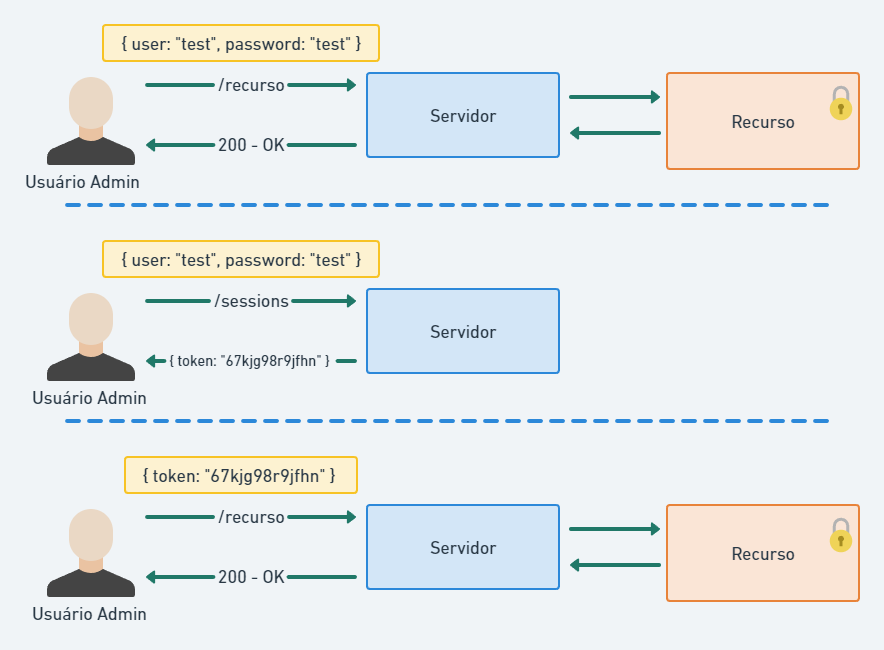 { user: "test", password: "test" }
/recurso
Servidor
Recurso
200 - OK
Usuário Admin
{ user: "test", password: "test" }
/sessions
Servidor
{ token: "67kjg98r9jfhn" }
Usuário Admin
{ token: "67kjg98r9jfhn" }
/recurso
Servidor
Recurso
200 - OK
Usuário Admin